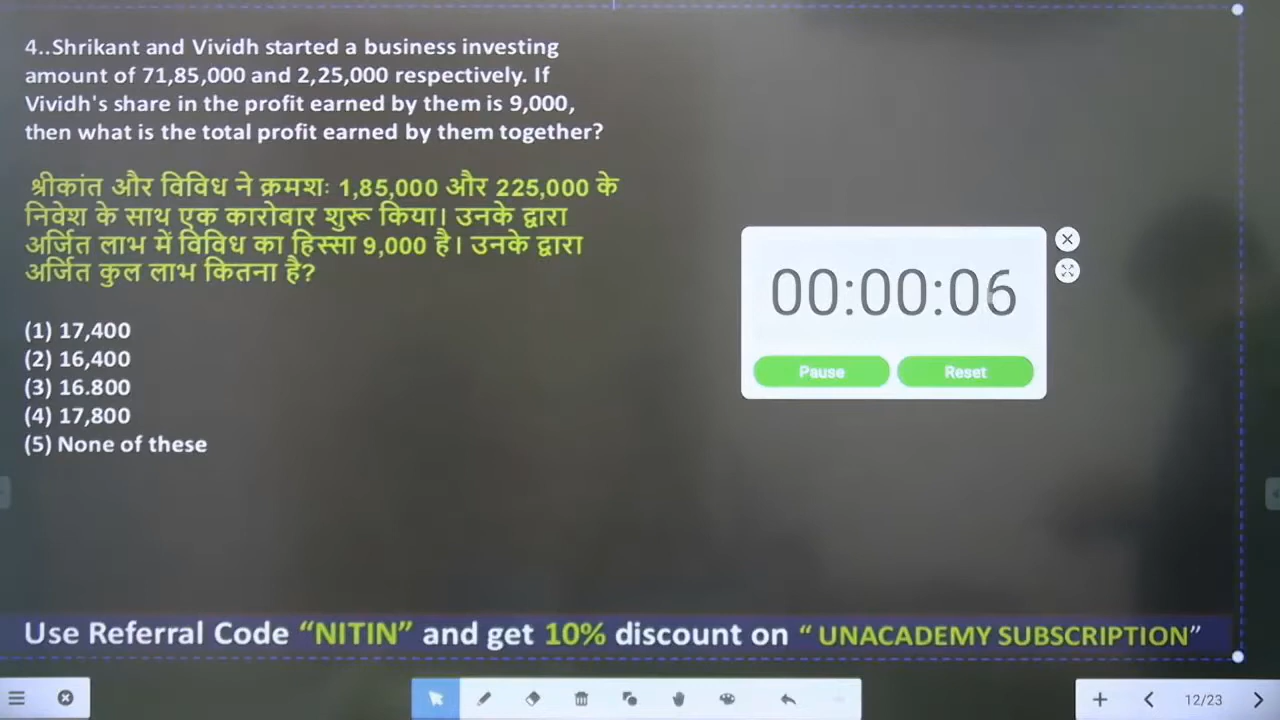 4..Shrikant and Vividh started a business investing
amount of 71,85,000 and 2,25,000 respectively. If
Vividh's share in the profit earned by them is 9,000,
then what is the total profit earned by them together?
श्रीकांत और विविध ने क्रमशः 1,85,000 और 225,000 के
निवेश के साथ एक कारोबार शुरू किया। उनके द्वारा
अर्जित लाभ में विविध का हिस्सा 9,000 है। उनके द्वारा
अर्जित कुल लाभ कितना है?
(1) 17,400
(2) 16,400
(3) 16.800
(4) 17,800
(5) None of these
00:00:06
Pause Reset
Use Referral Code “NITIN” and get 10% discount on “ UNACADEMY SUBSCRIPTION”
12/23